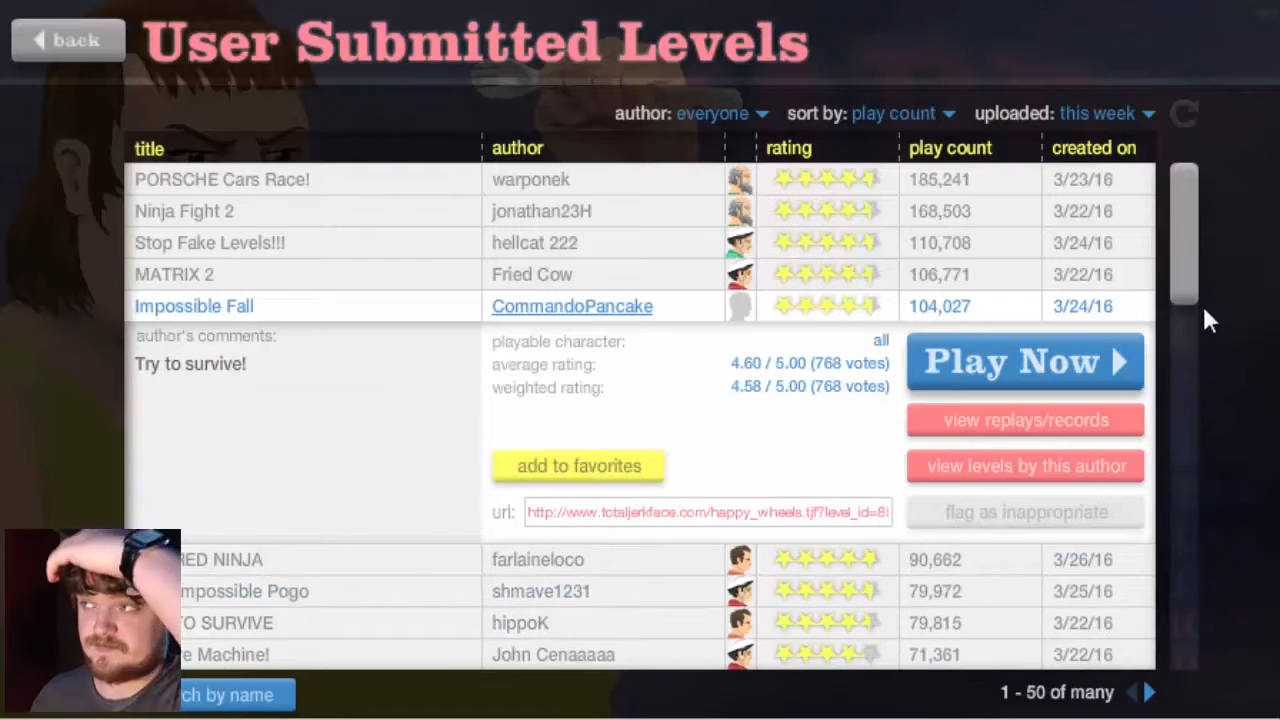 back
User Submitted Levels
author: everyone sort by: play count uploaded: this week
title author rating play count created on
PORSCHE Cars Race! warponek 185,241 3/23/16
Ninja Fight 2 jonathan23H 168,503 3/22/16
Stop Fake Levels!!! hellcat 222 110,708 3/24/16
MATRIX 2 Fried Cow 106,771 3/22/16
Impossible Fall CommandoPancake 104,027 3/24/16
author's comments:
Try to survive!
playable character: all
average rating: 4.60 / 5.00 (768 votes)
weighted rating: 4.58 / 5.00 (768 votes)
Play Now
view replays/records
add to favorites
view levels by this author
url: http://www.totaljerkface.com/happy_wheels.tjf?level_id=8
flag as inappropriate
RED NINJA farlaineloco 90,662 3/26/16
mpossible Pogo shmave1231 79,972 3/25/16
O SURVIVE hippoK 79,815 3/22/16
e Machine! John Cenaaaaa 71,361 3/22/16
ch by name
1 - 50 of many